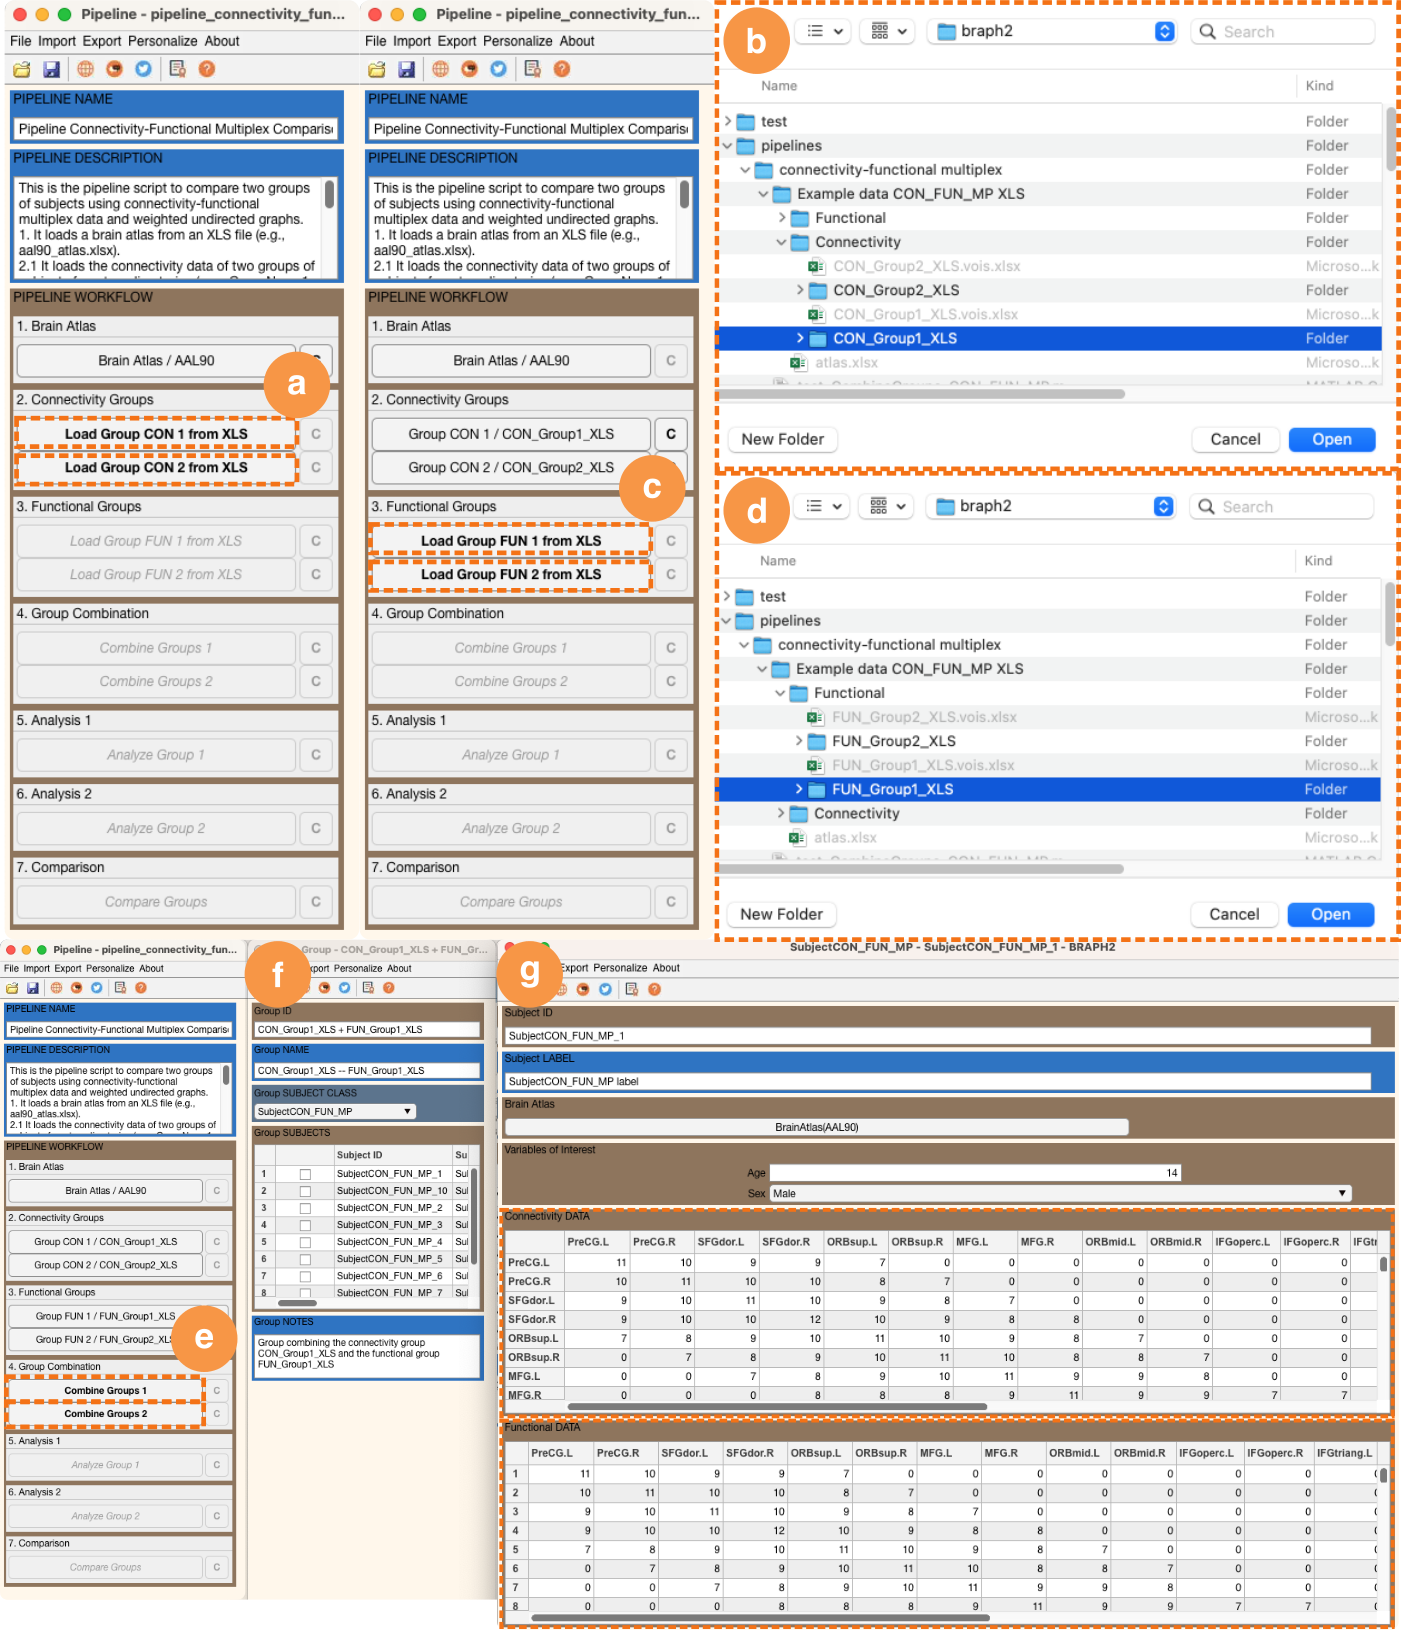 Pipeline - pipeline_connectivity_fun...
File Import Export Personalize About
PIPELINE NAME
Pipeline Connectivity-Functional Multiplex Comparis
PIPELINE DESCRIPTION
This is the pipeline script to compare two groups
of subjects using connectivity-functional
multiplex data and weighted undirected graphs.
1. It loads a brain atlas from an XLS file (e.g.,
aal90_atlas.xlsx).
2.1 It loads the connectivity data of two groups of
PIPELINE WORKFLOW
1. Brain Atlas
Brain Atlas / AAL90
a
2. Connectivity Groups
Load Group CON 1 from XLS C
Load Group CON 2 from XLS C
3. Functional Groups
Load Group FUN 1 from XLS C
Load Group FUN 2 from XLS C
4. Group Combination
Combine Groups 1 C
Combine Groups 2 C
5. Analysis 1
Analyze Group 1 C
6. Analysis 2
Analyze Group 2 C
7. Comparison
Compare Groups C
Pipeline - pipeline_connectivity_fun...
File Import Export Personalize About
PIPELINE NAME
Pipeline Connectivity-Functional Multiplex Comparis
PIPELINE DESCRIPTION
This is the pipeline script to compare two groups
of subjects using connectivity-functional
multiplex data and weighted undirected graphs.
1. It loads a brain atlas from an XLS file (e.g.,
aal90_atlas.xlsx).
2.1 It loads the connectivity data of two groups of
PIPELINE WORKFLOW
1. Brain Atlas
Brain Atlas / AAL90 C
2. Connectivity Groups
Group CON 1 / CON_Group1_XLS C
Group CON 2 / CON_Group2_XLS
c
3. Functional Groups
Load Group FUN 1 from XLS C
Load Group FUN 2 from XLS C
4. Group Combination
Combine Groups 1 C
Combine Groups 2 C
5. Analysis 1
Analyze Group 1 C
6. Analysis 2
Analyze Group 2 C
7. Comparison
Compare Groups C
b
braph2 Search
Name Kind
test Folder
pipelines Folder
connectivity-functional multiplex Folder
Example data CON_FUN_MP XLS Folder
Functional Folder
Connectivity Folder
CON_Group2_XLS.vois.xlsx Microso...k
CON_Group2_XLS Folder
CON_Group1_XLS.vois.xlsx Microso...k
CON_Group1_XLS Folder
atlas.xlsx Microso...k
New Folder Cancel Open
d
braph2 Search
Name Kind
test Folder
pipelines Folder
connectivity-functional multiplex Folder
Example data CON_FUN_MP XLS Folder
Functional Folder
FUN_Group2_XLS.vois.xlsx Microso...k
FUN_Group2_XLS Folder
FUN_Group1_XLS.vois.xlsx Microso...k
FUN_Group1_XLS Folder
Connectivity Folder
atlas.xlsx Microso...k
New Folder Cancel Open
Pipeline - pipeline_connectivity_fun...
File Import Export Personalize About
PIPELINE NAME
Pipeline Connectivity-Functional Multiplex Comparis
PIPELINE DESCRIPTION
This is the pipeline script to compare two groups
of subjects using connectivity-functional
multiplex data and weighted undirected graphs.
1. It loads a brain atlas from an XLS file (e.g.,
aal90_atlas.xlsx).
2.1 It loads the connectivity data of two groups of
PIPELINE WORKFLOW
1. Brain Atlas
Brain Atlas / AAL90 C
2. Connectivity Groups
Group CON 1 / CON_Group1_XLS C
Group CON 2 / CON_Group2_XLS C
3. Functional Groups
Group FUN 1 / FUN_Group1_XLS
Group FUN 2 / FUN_Group2_XLS
e
4. Group Combination
Combine Groups 1 C
Combine Groups 2 C
5. Analysis 1
Analyze Group 1 C
6. Analysis 2
Analyze Group 2 C
7. Comparison
Compare Groups C
f
Group - CON_Group1_XLS + FUN_Gr...
port Personalize About
Group ID
CON_Group1_XLS + FUN_Group1_XLS
Group NAME
CON_Group1_XLS -- FUN_Group1_XLS
Group SUBJECT CLASS
SubjectCON_FUN_MP
Group SUBJECTS
Subject ID Su
1 SubjectCON_FUN_MP_1 Sul
2 SubjectCON_FUN_MP_10 Sul
3 SubjectCON_FUN_MP_2 Sul
4 SubjectCON_FUN_MP_3 Sul
5 SubjectCON_FUN_MP_4 Sul
6 SubjectCON_FUN_MP_5 Sul
7 SubjectCON_FUN_MP_6 Sul
8 SubjectCON_FUN_MP_7 Sul
Group NOTES
Group combining the connectivity group
CON_Group1_XLS and the functional group
FUN_Group1_XLS
g
SubjectCON_FUN_MP - SubjectCON_FUN_MP_1 - BRAPH2
Export Personalize About
Subject ID
SubjectCON_FUN_MP_1
Subject LABEL
SubjectCON_FUN_MP label
Brain Atlas
BrainAtlas(AAL90)
Variables of Interest
Age 14
Sex Male
Connectivity DATA
PreCG.L PreCG.R SFGdor.L SFGdor.R ORBsup.L ORBsup.R MFG.L MFG.R ORBmid.L ORBmid.R IFGoperc.L IFGoperc.R IFGtri
PreCG.L 11 10 9 9 7 0 0 0 0 0 0 0
PreCG.R 10 11 10 10 8 7 0 0 0 0 0 0
SFGdor.L 9 10 11 10 9 8 7 0 0 0 0 0
SFGdor.R 9 10 10 12 10 9 8 8 0 0 0 0
ORBsup.L 7 8 9 10 11 10 9 8 7 0 0 0
ORBsup.R 0 7 8 9 10 11 10 8 8 7 0 0
MFG.L 0 0 7 8 9 10 11 9 9 8 0 0
MFG.R 0 0 0 8 8 8 9 11 9 9 7 7
Functional DATA
PreCG.L PreCG.R SFGdor.L SFGdor.R ORBsup.L ORBsup.R MFG.L MFG.R ORBmid.L ORBmid.R IFGoperc.L IFGoperc.R IFGtriang.L
1 11 10 9 9 7 0 0 0 0 0 0 0 0
2 10 11 10 10 8 7 0 0 0 0 0 0 0
3 9 10 11 10 9 8 7 0 0 0 0 0 0
4 9 10 10 12 10 9 8 8 0 0 0 0 0
5 7 8 9 10 11 10 9 8 7 0 0 0 0
6 0 7 8 9 10 11 10 8 8 7 0 0 0
7 0 0 7 8 9 10 11 9 9 8 0 0 0
8 0 0 0 8 8 8 9 11 9 9 7 7 0